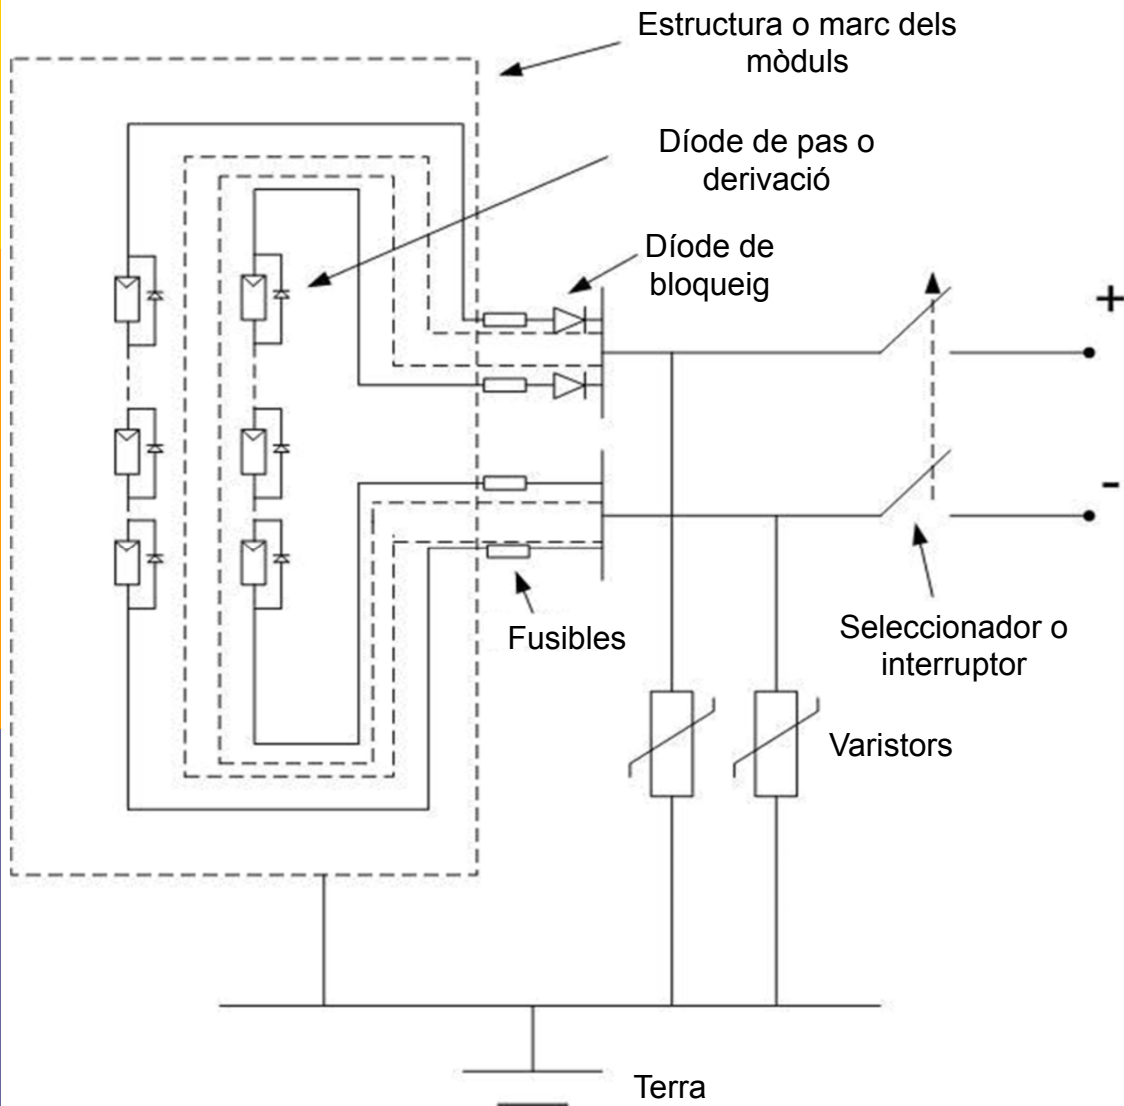 Estructura o marc dels
mòduls
Díode de pas o
derivació
Díode de
bloqueig
+
-
Fusibles
Seleccionador o
interruptor
Varistors
Terra